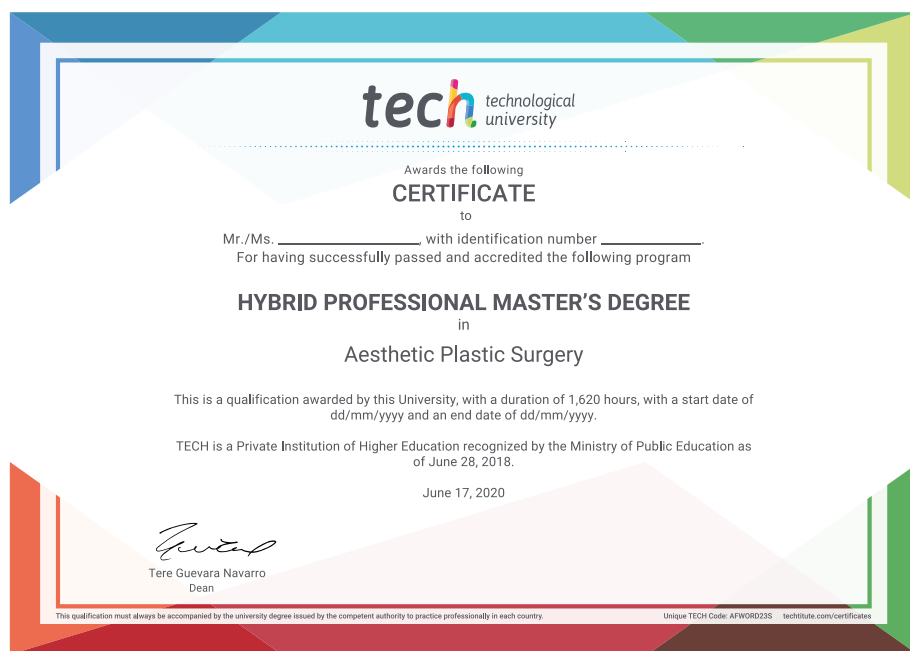 tech technological
university
Awards the following
CERTIFICATE
to
Mr./Ms. ____________________, with identification number ______________.
For having successfully passed and accredited the following program
HYBRID PROFESSIONAL MASTER'S DEGREE
in
Aesthetic Plastic Surgery
This is a qualification awarded by this University, with a duration of 1,620 hours, with a start date of
dd/mm/yyyy and an end date of dd/mm/yyyy.
TECH is a Private Institution of Higher Education recognized by the Ministry of Public Education as
of June 28, 2018.
June 17, 2020
Tere Guevara Navarro
Dean
This qualification must always be accompanied by the university degree issued by the competent authority to practice professionally in each country.
Unique TECH Code: AFWORD23S techtitute.com/certificates